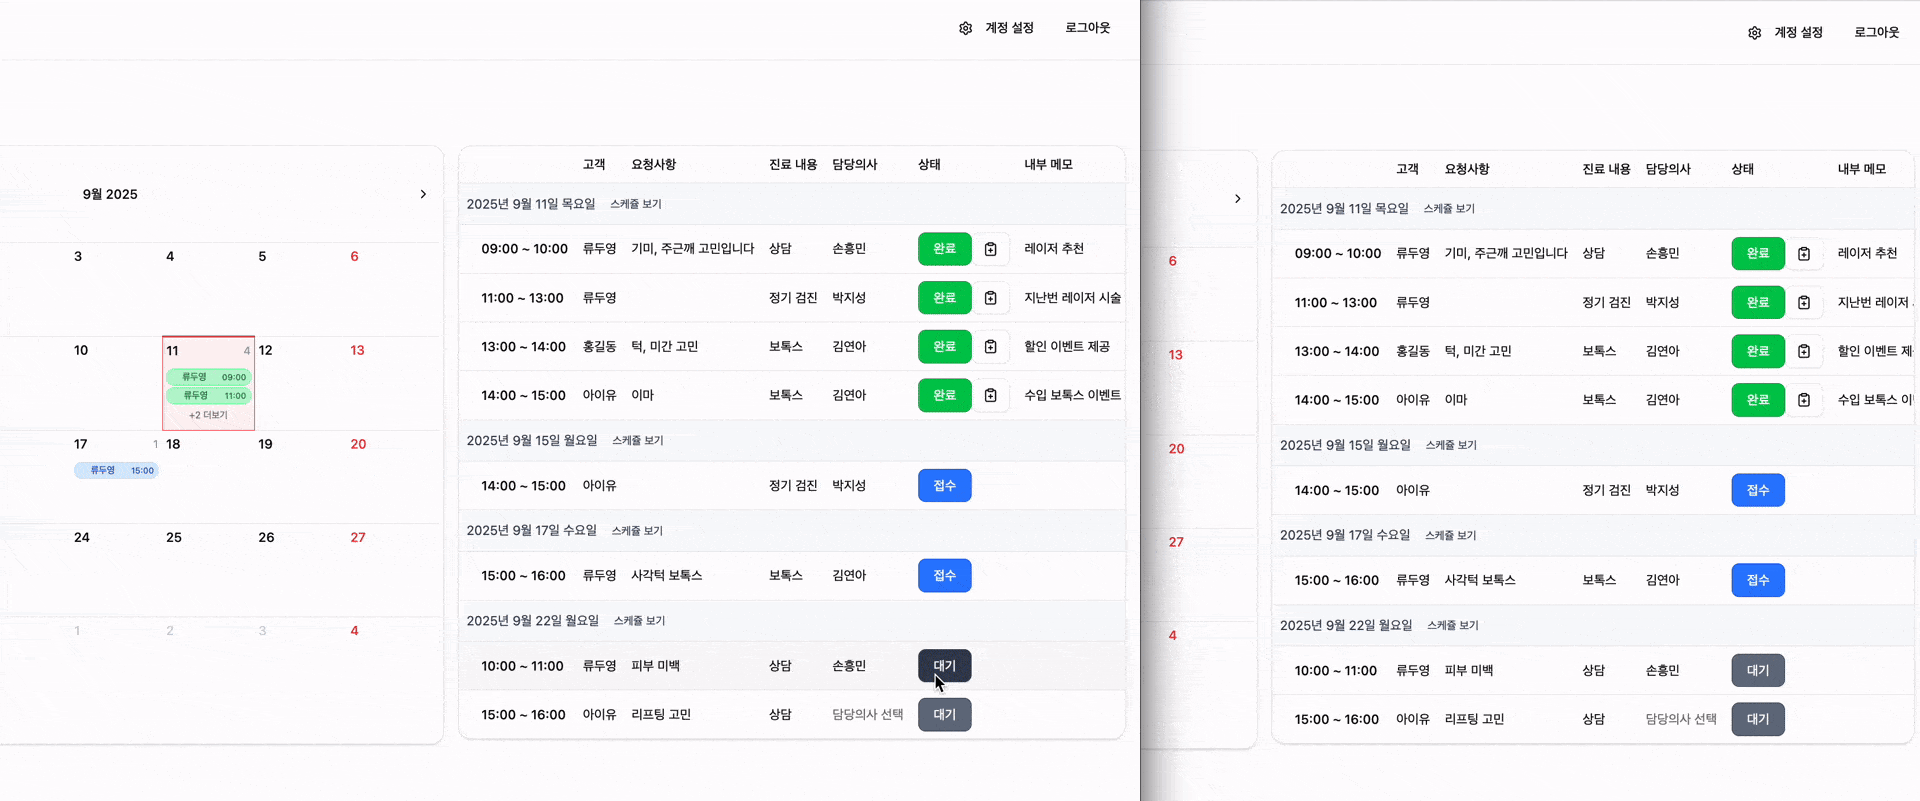 계정 설정 로그아웃
9월 2025
3 4 5 6
10 11 4 12 13
류두영 09:00
류두영 11:00
+2 더보기
17 1 18 19 20
류두영 15:00
24 25 26 27
1 2 3 4
고객 요청사항 진료 내용 담당의사 상태 내부 메모
2025년 9월 11일 목요일 스케쥴 보기
09:00 ~ 10:00 류두영 기미, 주근깨 고민입니다 상담 손흥민 완료 레이저 추천
11:00 ~ 13:00 류두영 정기 검진 박지성 완료 지난번 레이저 시술
13:00 ~ 14:00 홍길동 턱, 미간 고민 보톡스 김연아 완료 할인 이벤트 제공
14:00 ~ 15:00 아이유 이마 보톡스 김연아 완료 수입 보톡스 이벤트
2025년 9월 15일 월요일 스케쥴 보기
14:00 ~ 15:00 아이유 정기 검진 박지성 접수
2025년 9월 17일 수요일 스케쥴 보기
15:00 ~ 16:00 류두영 사각턱 보톡스 보톡스 김연아 접수
2025년 9월 22일 월요일 스케쥴 보기
10:00 ~ 11:00 류두영 피부 미백 상담 손흥민 대기
15:00 ~ 16:00 아이유 리프팅 고민 상담 담당의사 선택 대기
계정 설정 로그아웃
6
13
20
27
4
고객 요청사항 진료 내용 담당의사 상태 내부 메모
2025년 9월 11일 목요일 스케쥴 보기
09:00 ~ 10:00 류두영 기미, 주근깨 고민입니다 상담 손흥민 완료 레이저 추천
11:00 ~ 13:00 류두영 정기 검진 박지성 완료 지난번 레이저
13:00 ~ 14:00 홍길동 턱, 미간 고민 보톡스 김연아 완료 할인 이벤트
14:00 ~ 15:00 아이유 이마 보톡스 김연아 완료 수입 보톡스
2025년 9월 15일 월요일 스케쥴 보기
14:00 ~ 15:00 아이유 정기 검진 박지성 접수
2025년 9월 17일 수요일 스케쥴 보기
15:00 ~ 16:00 류두영 사각턱 보톡스 보톡스 김연아 접수
2025년 9월 22일 월요일 스케쥴 보기
10:00 ~ 11:00 류두영 피부 미백 상담 손흥민 대기
15:00 ~ 16:00 아이유 리프팅 고민 상담 담당의사 선택 대기